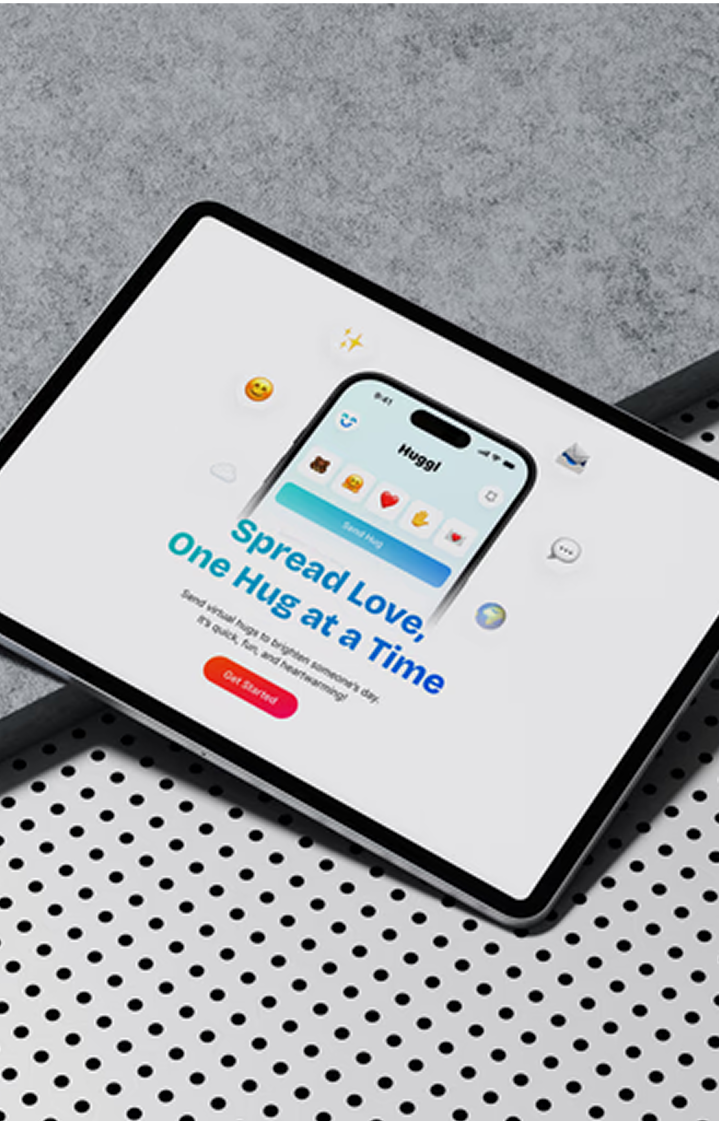 9:41
Huggl
Send Hug
Spread Love,
One Hug at a Time
Send virtual hugs to brighten someone's day.
It's quick, fun, and heartwarming!
Get Started